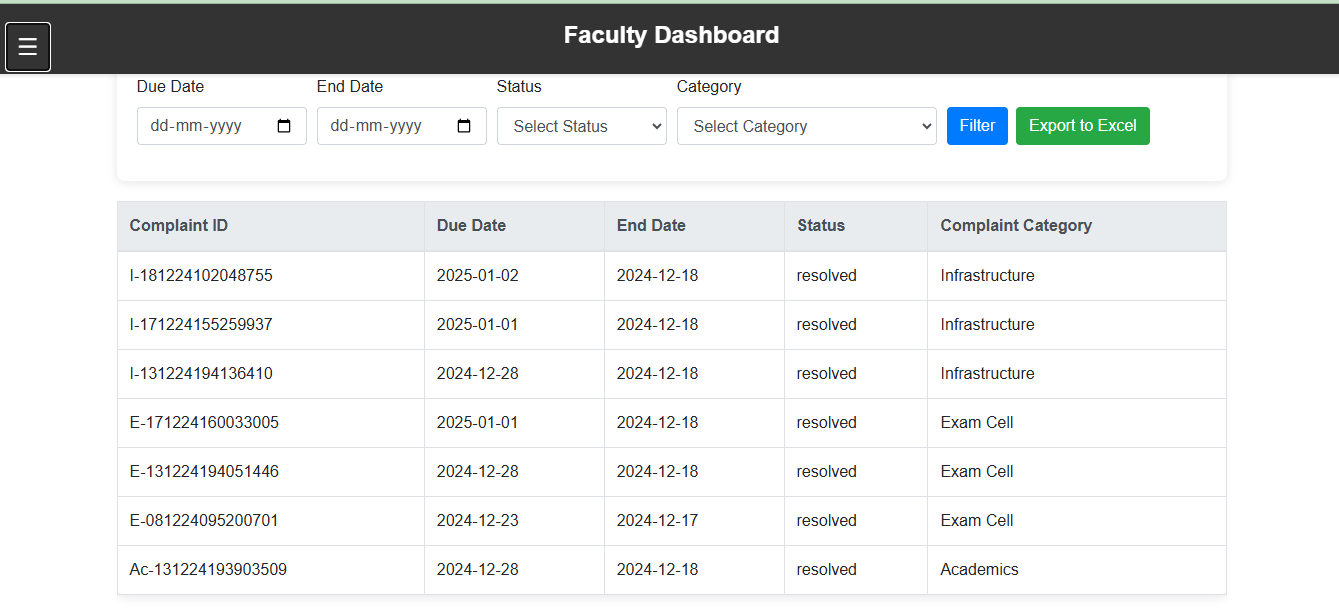 ☰ Faculty Dashboard
Due Date End Date Status Category
dd-mm-yyyy dd-mm-yyyy Select Status Select Category Filter Export to Excel
Complaint ID Due Date End Date Status Complaint Category
I-181224102048755 2025-01-02 2024-12-18 resolved Infrastructure
I-171224155259937 2025-01-01 2024-12-18 resolved Infrastructure
I-131224194136410 2024-12-28 2024-12-18 resolved Infrastructure
E-171224160033005 2025-01-01 2024-12-18 resolved Exam Cell
E-131224194051446 2024-12-28 2024-12-18 resolved Exam Cell
E-081224095200701 2024-12-23 2024-12-17 resolved Exam Cell
Ac-131224193903509 2024-12-28 2024-12-18 resolved Academics